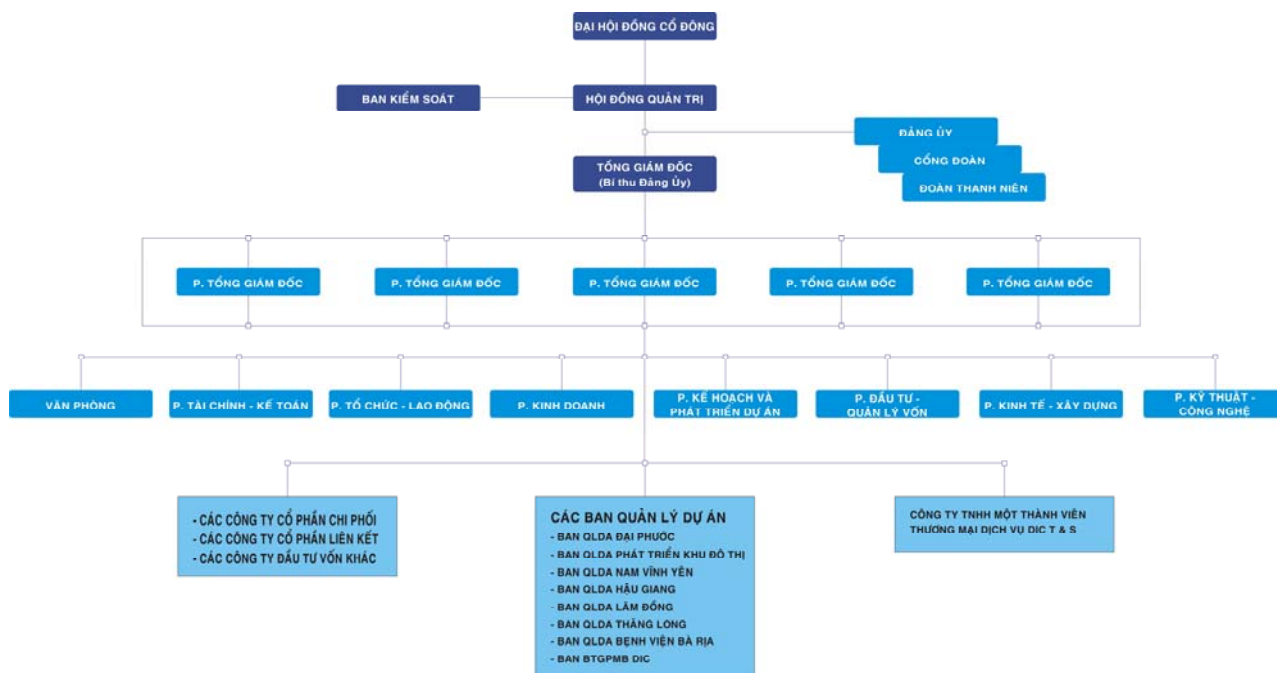 ĐẠI HỘI ĐỒNG CỔ ĐÔNG
BAN KIỂM SOÁT
HỘI ĐỒNG QUẢN TRỊ
ĐẢNG ỦY
CÔNG ĐOÀN
ĐOÀN THANH NIÊN
TỔNG GIÁM ĐỐC
(Bí thu Đảng Ủy)
P. TỔNG GIÁM ĐỐC
P. TỔNG GIÁM ĐỐC
P. TỔNG GIÁM ĐỐC
P. TỔNG GIÁM ĐỐC
P. TỔNG GIÁM ĐỐC
VĂN PHÒNG
P. TÀI CHÍNH - KẾ TOÁN
P. TỔ CHỨC - LAO ĐỘNG
P. KINH DOANH
P. KẾ HOẠCH VÀ
PHÁT TRIỂN DỰ ÁN
P. ĐẦU TƯ -
QUẢN LÝ VỐN
P. KINH TẾ - XÂY DỰNG
P. KỸ THUẬT -
CÔNG NGHỆ
- CÁC CÔNG TY CỔ PHẦN CHI PHỐI
- CÁC CÔNG TY CỔ PHẦN LIÊN KẾT
- CÁC CÔNG TY ĐẦU TƯ VỐN KHÁC
CÁC BAN QUẢN LÝ DỰ ÁN
- BAN QLDA ĐẠI PHƯỚC
- BAN QLDA PHÁT TRIỂN KHU ĐÔ THỊ
- BAN QLDA NAM VĨNH YÊN
- BAN QLDA HẬU GIANG
- BAN QLDA LÂM ĐỒNG
- BAN QLDA THĂNG LONG
- BAN QLDA BỆNH VIỆN BÀ RỊA
- BAN BTGPMB DIC
CÔNG TY TNHH MỘT THÀNH VIÊN
THƯƠNG MẠI DỊCH VỤ DIC T & S